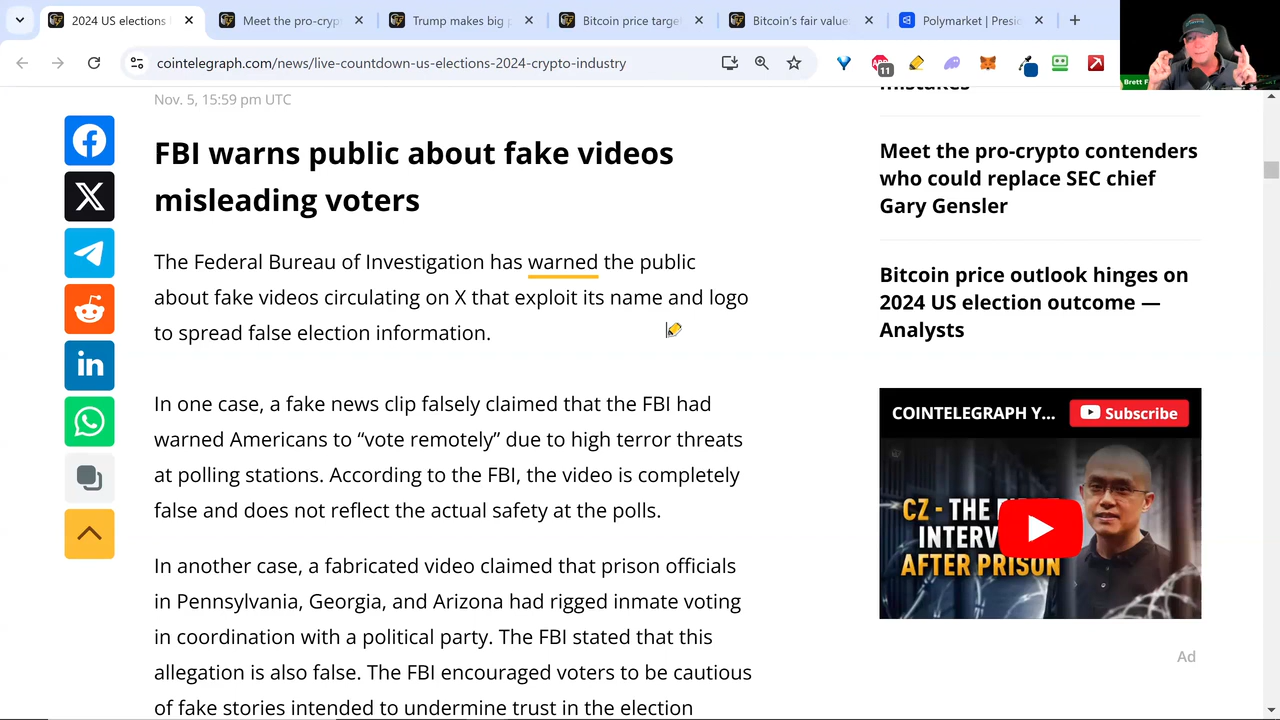 2024 US elections
Meet the pro-crypt
Trump makes big p
Bitcoin price targe
Bitcoin's fair value
Polymarket | Presid
cointelegraph.com/news/live-countdown-us-elections-2024-crypto-industry
11
Brett F
Nov. 5, 15:59 pm UTC
FBI warns public about fake videos
misleading voters
The Federal Bureau of Investigation has warned the public
about fake videos circulating on X that exploit its name and logo
to spread false election information.
In one case, a fake news clip falsely claimed that the FBI had
warned Americans to “vote remotely” due to high terror threats
at polling stations. According to the FBI, the video is completely
false and does not reflect the actual safety at the polls.
In another case, a fabricated video claimed that prison officials
in Pennsylvania, Georgia, and Arizona had rigged inmate voting
in coordination with a political party. The FBI stated that this
allegation is also false. The FBI encouraged voters to be cautious
of fake stories intended to undermine trust in the election
mistakes
Meet the pro-crypto contenders
who could replace SEC chief
Gary Gensler
Bitcoin price outlook hinges on
2024 US election outcome —
Analysts
COINTELEGRAPH Y...
Subscribe
CZ - THE
INTERV
AFTER PRISON
Ad